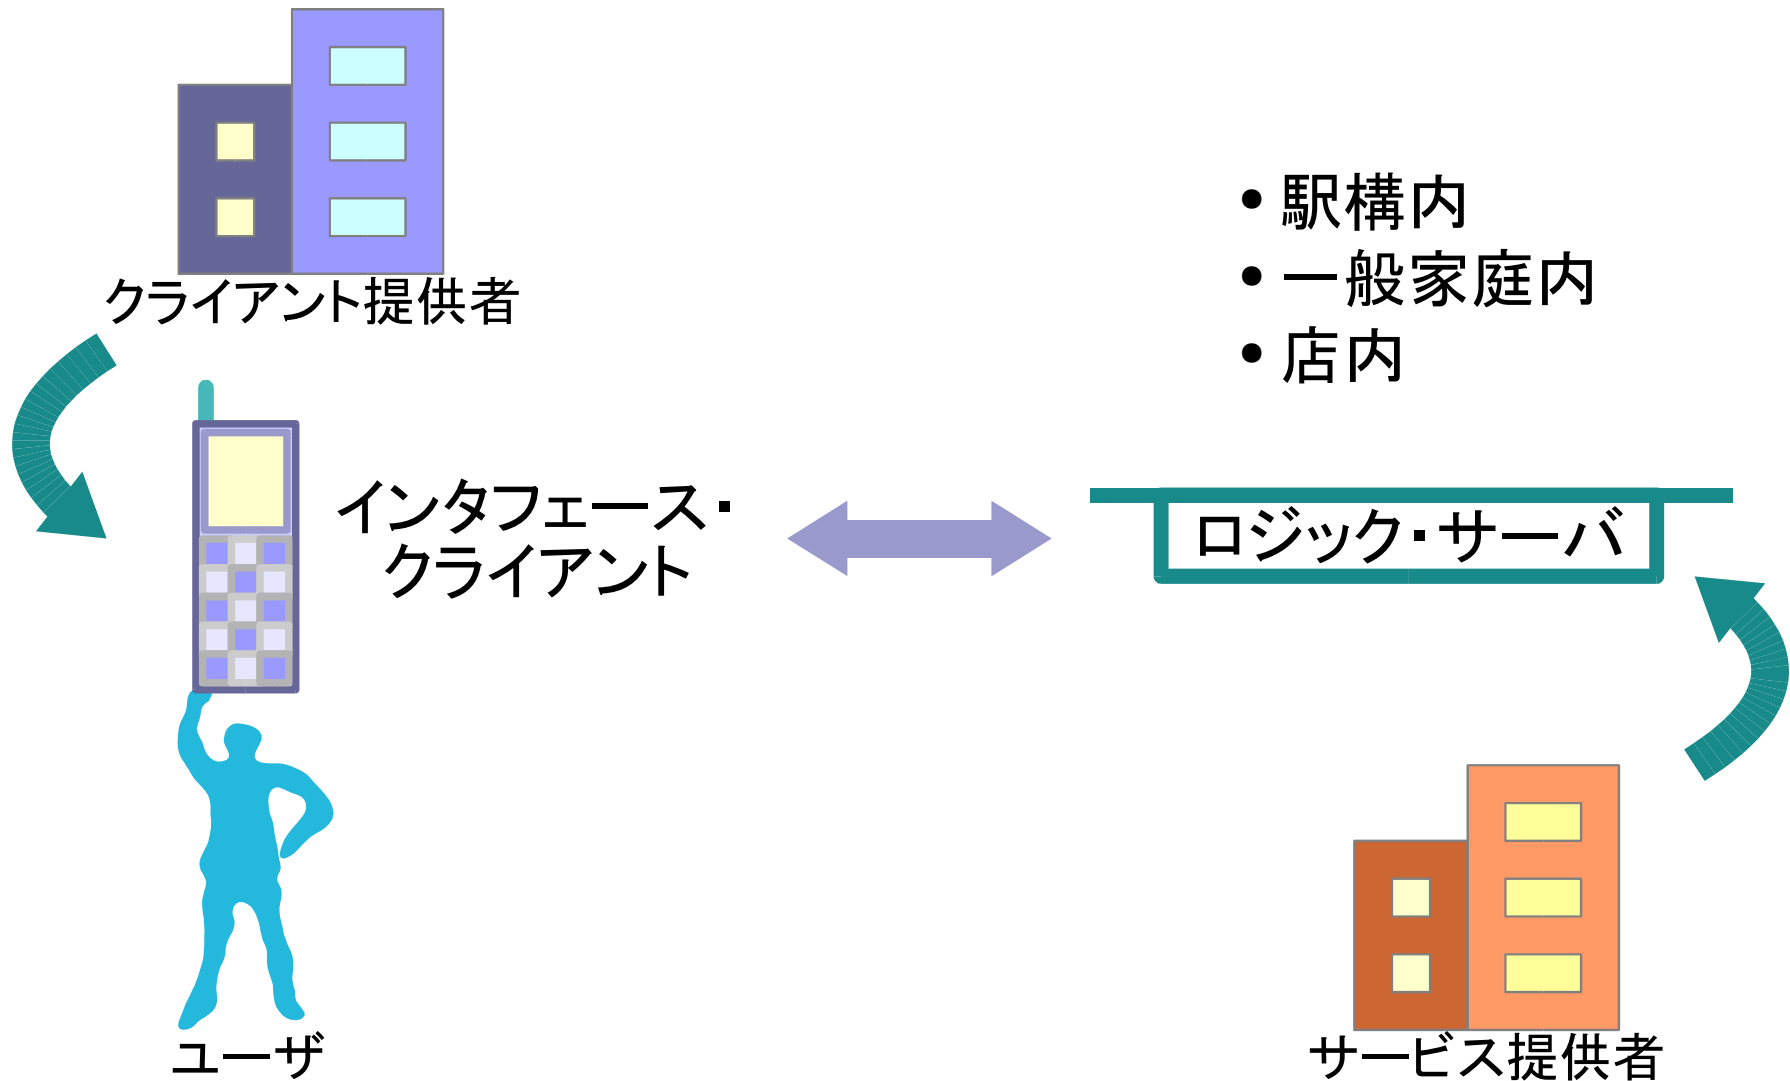 クライアント提供者
• 駅構内
• 一般家庭内
• 店内
インタフェース・
クライアント
ロジック・サーバ
ユーザ
サービス提供者